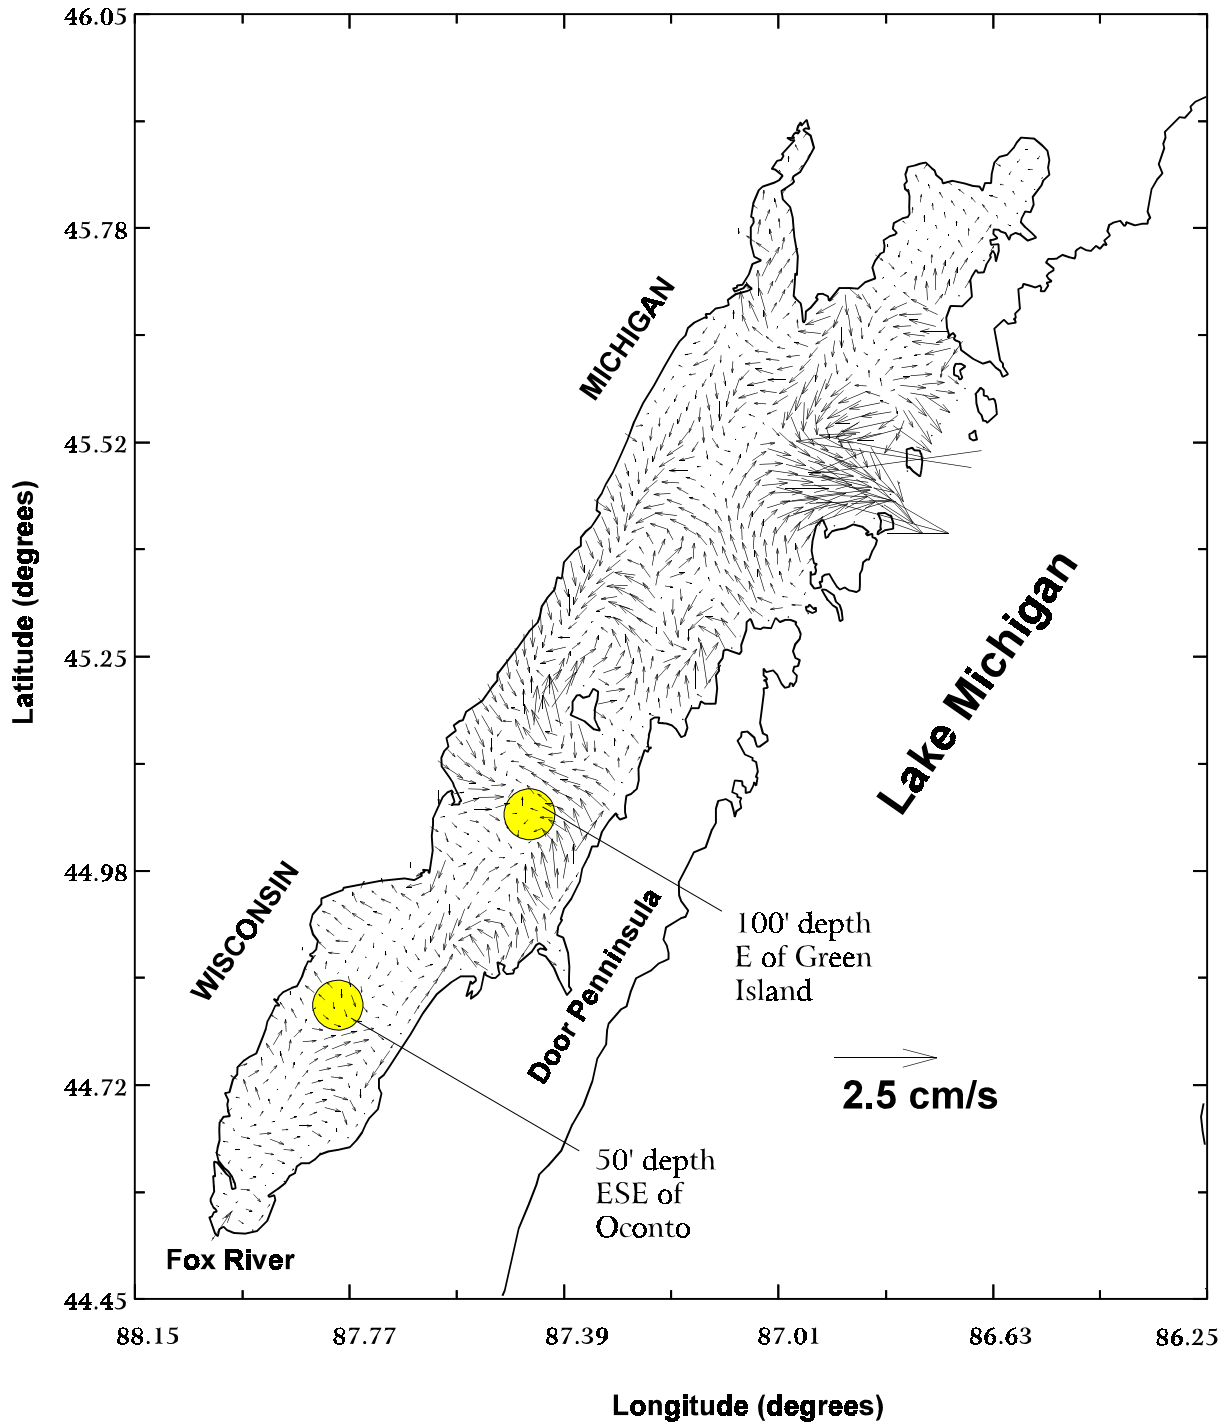 46.05
45.78
45.52
45.25
44.98
44.72
44.45
88.15
87.77
87.39
87.01
86.63
86.25
Latitude (degrees)
Longitude (degrees)
MICHIGAN
WISCONSIN
Lake Michigan
Door Penninsula
100' depth
E of Green
Island
2.5 cm/s
50' depth
ESE of
Oconto
Fox River